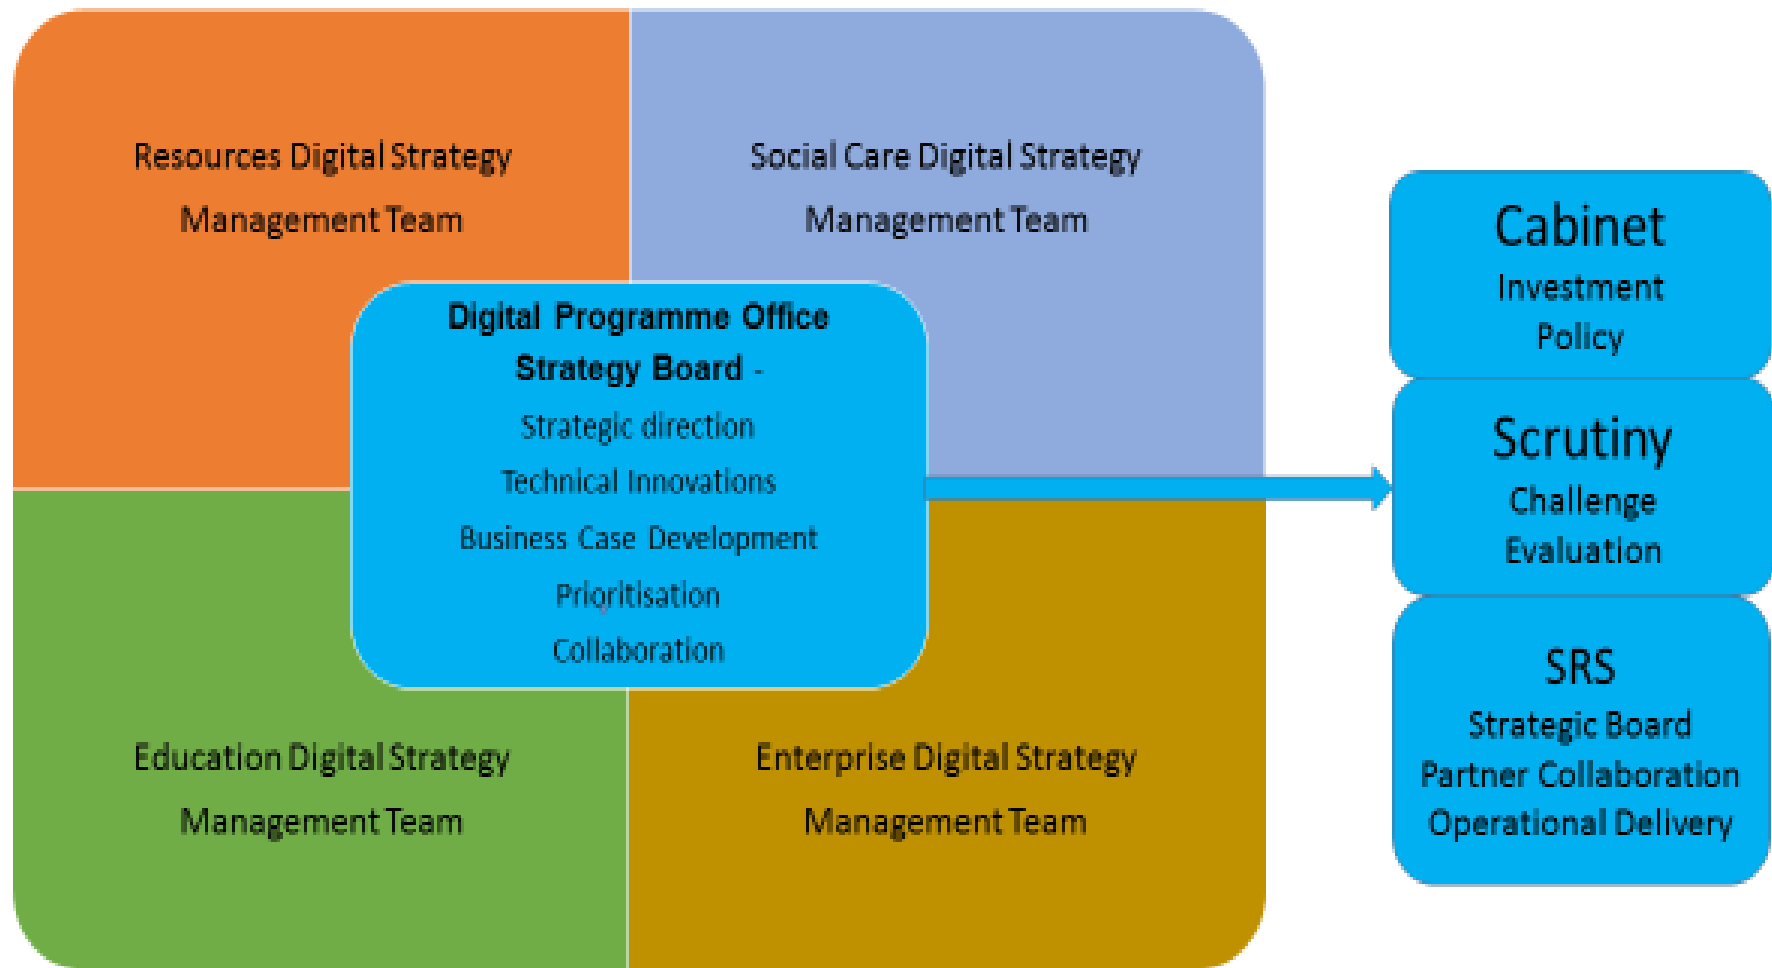 Resources Digital Strategy
Management Team
Social Care Digital Strategy
Management Team
Digital Programme Office
Strategy Board -
Strategic direction
Technical Innovations
Business Case Development
Prioritisation
Collaboration
Education Digital Strategy
Management Team
Enterprise Digital Strategy
Management Team
Cabinet
Investment
Policy
Scrutiny
Challenge
Evaluation
SRS
Strategic Board
Partner Collaboration
Operational Delivery